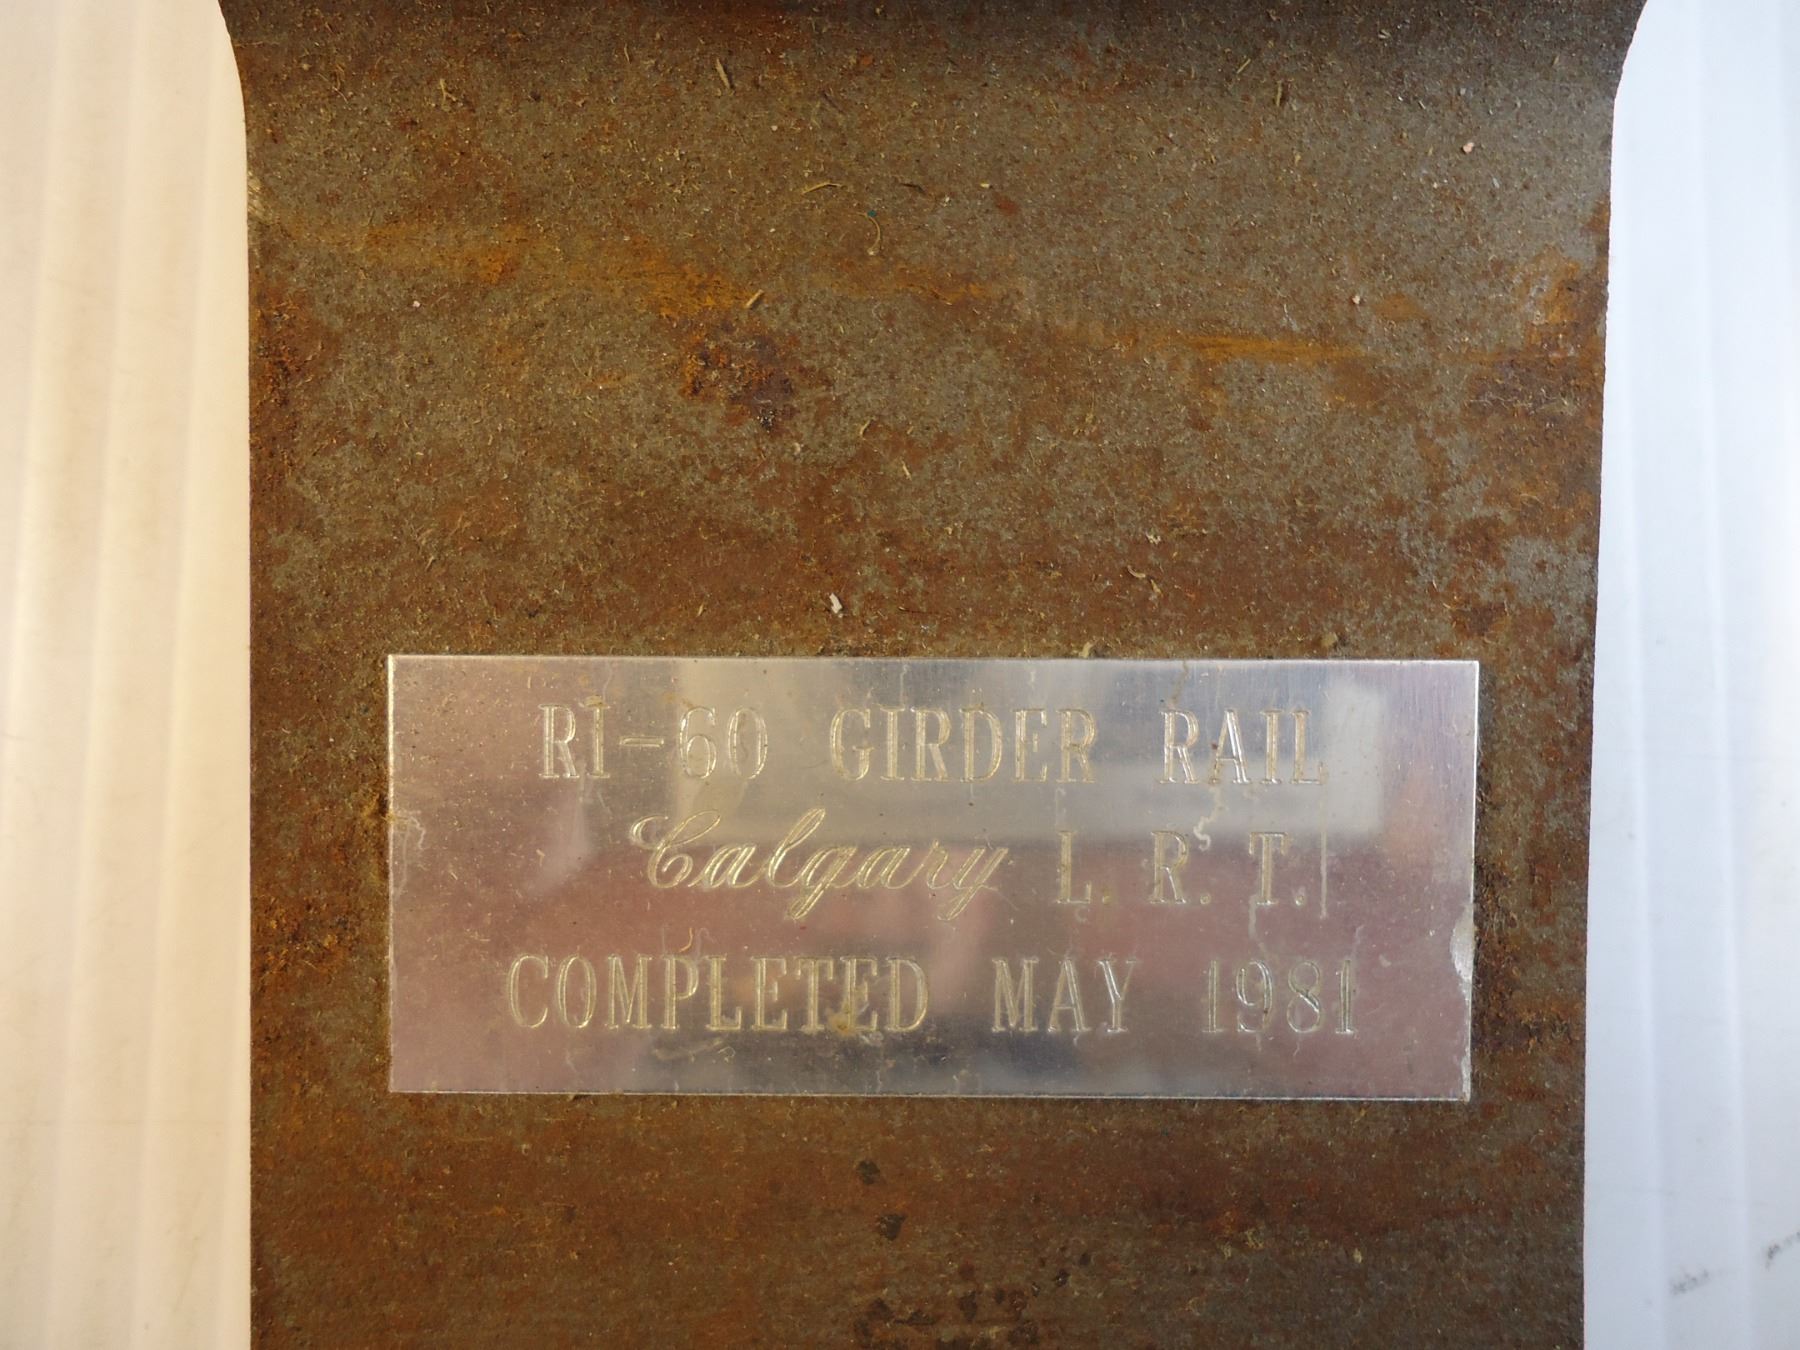 RI-60 GIRDER RAIL
Calgary L. R. T.
COMPLETED MAY 1981